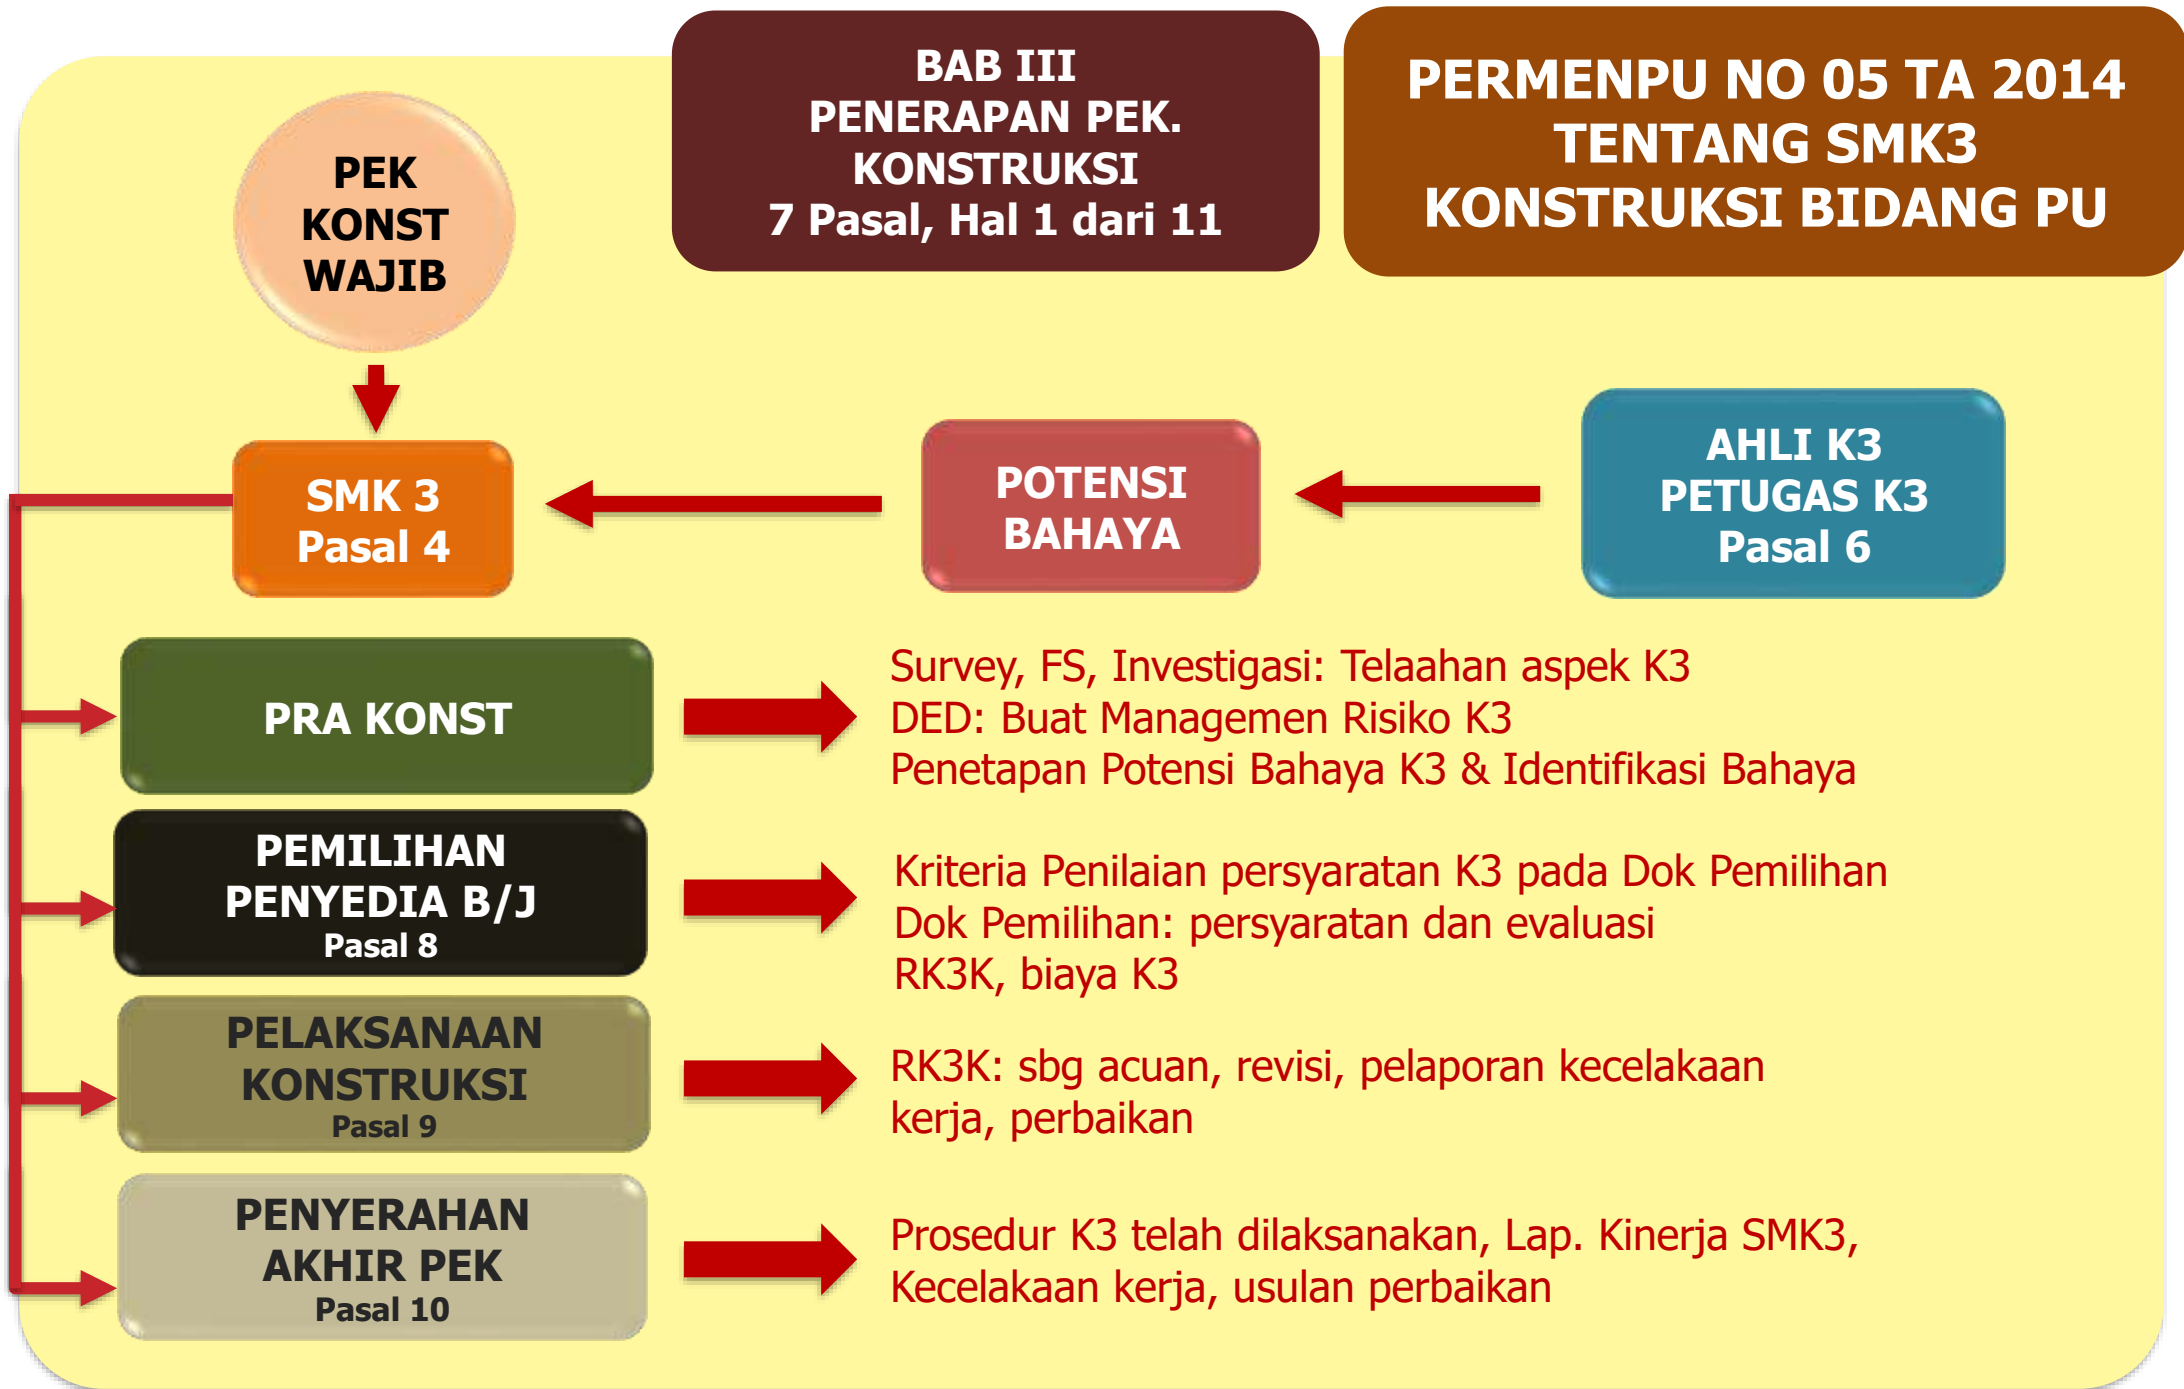 BAB III
PENERAPAN PEK.
KONSTRUKSI
7 Pasal, Hal 1 dari 11
PERMENPU NO 05 TA 2014
TENTANG SMK3
KONSTRUKSI BIDANG PU
PEK
KONST
WAJIB
SMK 3
Pasal 4
POTENSI
BAHAYA
AHLI K3
PETUGAS K3
Pasal 6
PRA KONST
Survey, FS, Investigasi: Telaahan aspek K3
DED: Buat Managemen Risiko K3
Penetapan Potensi Bahaya K3 & Identifikasi Bahaya
PEMILIHAN
PENYEDIA B/J
Pasal 8
Kriteria Penilaian persyaratan K3 pada Dok Pemilihan
Dok Pemilihan: persyaratan dan evaluasi
RK3K, biaya K3
PELAKSANAAN
KONSTRUKSI
Pasal 9
RK3K: sbg acuan, revisi, pelaporan kecelakaan
kerja, perbaikan
PENYERAHAN
AKHIR PEK
Pasal 10
Prosedur K3 telah dilaksanakan, Lap. Kinerja SMK3,
Kecelakaan kerja, usulan perbaikan